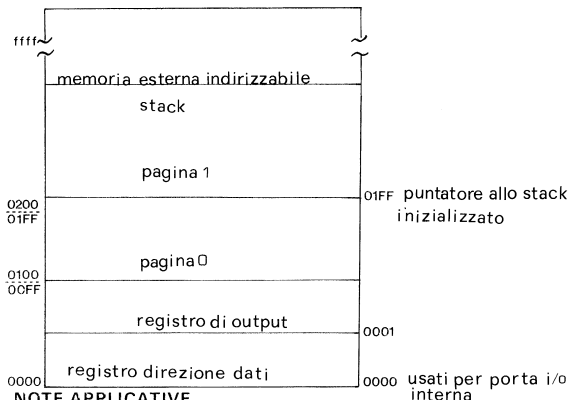 ffff
memoria esterna indirizzabile
stack
pagina 1
01FF puntatore allo stack
inizializzato
0200
01FF
pagina 0
0100
00FF
registro di output
0001
registro direzione dati
0000
0000 usati per porta i/o
interna
NOTE APPLICATIVE